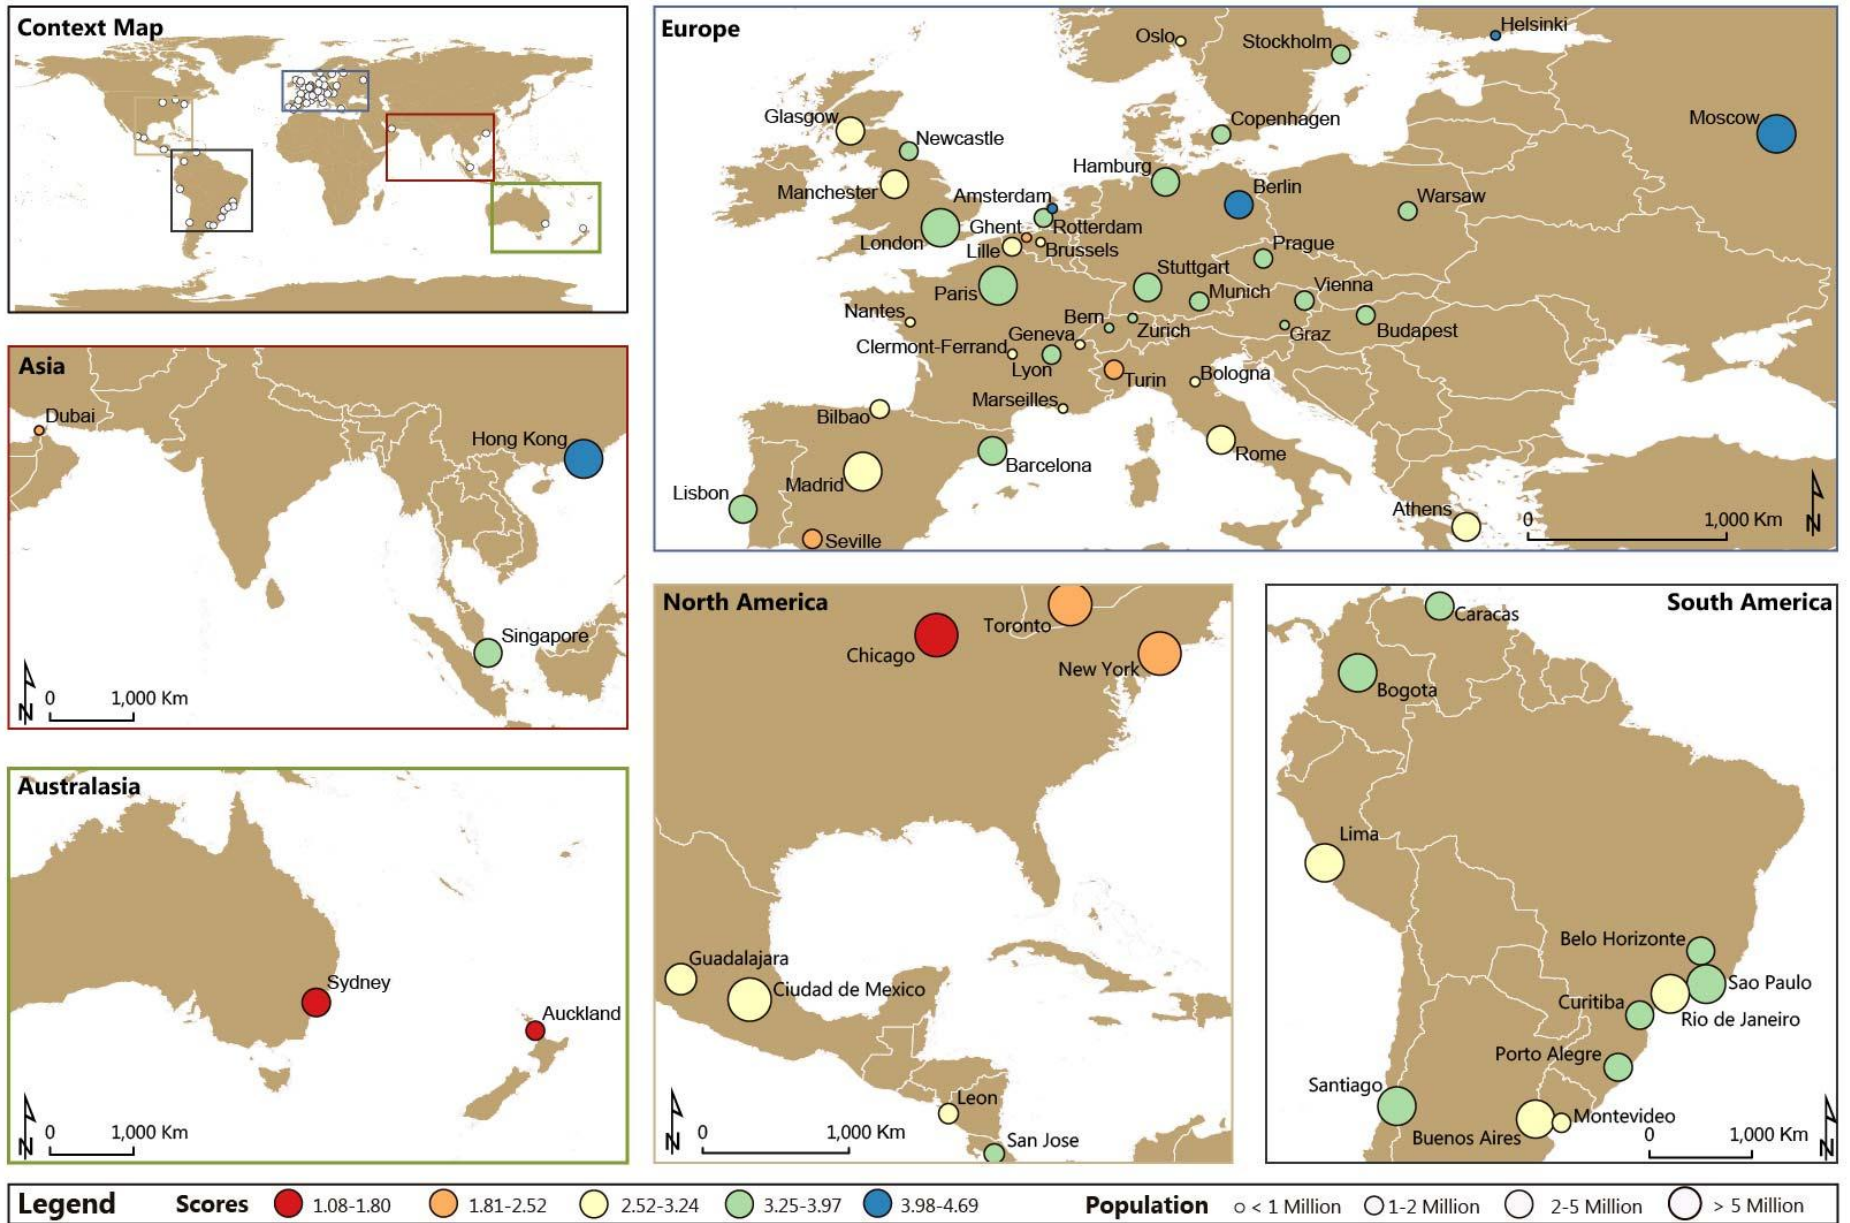 Context Map
Europe
Oslo
Stockholm
Helsinki
Glasgow
Newcastle
Copenhagen
Moscow
Manchester
Hamburg
Amsterdam
Berlin
Warsaw
London
Ghent
Rotterdam
Lille
Brussels
Prague
Paris
Stuttgart
Munich
Vienna
Nantes
Bern
Zurich
Graz
Budapest
Geneva
Clermont-Ferrand
Lyon
Turin
Bologna
Bilbao
Marseilles
Rome
Madrid
Barcelona
Lisbon
Seville
Athens
0 1,000 Km
N
Asia
Dubai
Hong Kong
Singapore
0 1,000 Km
N
North America
Toronto
Chicago
New York
Guadalajara
Ciudad de Mexico
Leon
San Jose
0 1,000 Km
N
South America
Caracas
Bogota
Lima
Belo Horizonte
Sao Paulo
Curitiba
Rio de Janeiro
Porto Alegre
Santiago
Buenos Aires
Montevideo
0 1,000 Km
N
Australasia
Sydney
Auckland
0 1,000 Km
N
Legend Scores 1.08-1.80 1.81-2.52 2.52-3.24 3.25-3.97 3.98-4.69 Population < 1 Million 1-2 Million 2-5 Million > 5 Million